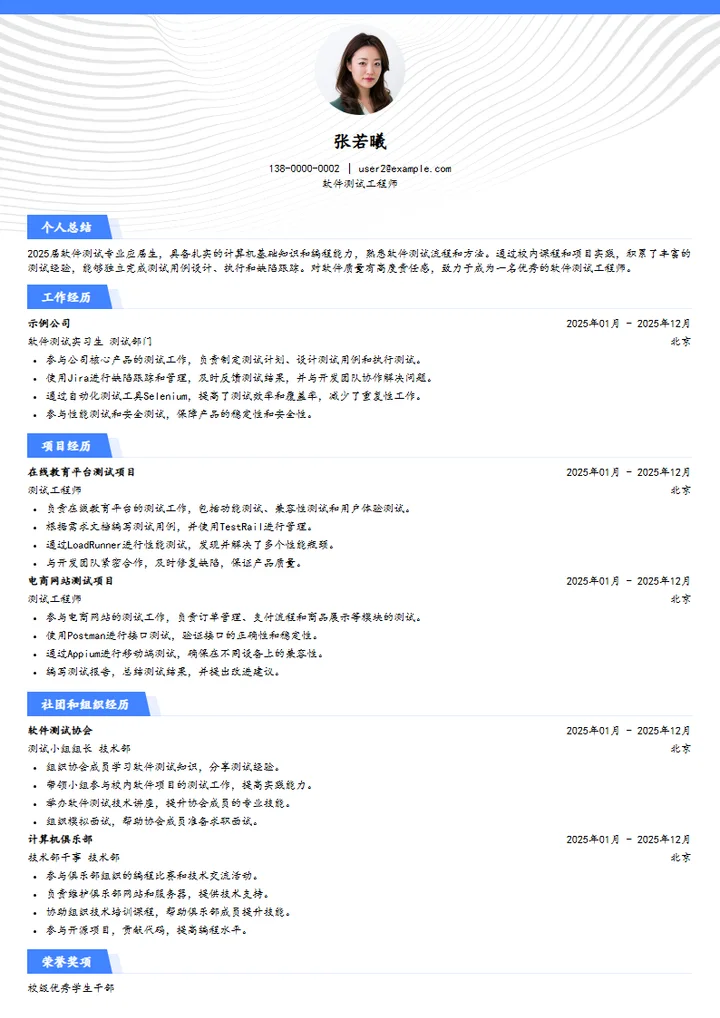 张若曦
138-0000-0002 | user2@example.com
软件测试工程师
个人总结
2025届软件测试专业应届生，具备扎实的计算机基础知识和编程能力，熟悉软件测试流程和方法。通过校内课程和项目实践，积累了丰富的
测试经验，能够独立完成测试用例设计、执行和缺陷跟踪。对软件质量有高度责任感，致力于成为一名优秀的软件测试工程师。
工作经历
示例公司 2025年01月 - 2025年12月
软件测试实习生 测试部门 北京
• 参与公司核心产品的测试工作，负责制定测试计划、设计测试用例和执行测试。
• 使用Jira进行缺陷跟踪和管理，及时反馈测试结果，并与开发团队协作解决问题。
• 通过自动化测试工具Selenium，提高了测试效率和覆盖率，减少了重复性工作。
• 参与性能测试和安全测试，保障产品的稳定性和安全性。
项目经历
在线教育平台测试项目 2025年01月 - 2025年12月
测试工程师 北京
• 负责在线教育平台的测试工作，包括功能测试、兼容性测试和用户体验测试。
• 根据需求文档编写测试用例，并使用TestRail进行管理。
• 通过LoadRunner进行性能测试，发现并解决了多个性能瓶颈。
• 与开发团队紧密合作，及时修复缺陷，保证产品质量。
电商网站测试项目 2025年01月 - 2025年12月
测试工程师 北京
• 参与电商网站的测试工作，负责订单管理、支付流程和商品展示等模块的测试。
• 使用Postman进行接口测试，验证接口的正确性和稳定性。
• 通过Appium进行移动端测试，确保在不同设备上的兼容性。
• 编写测试报告，总结测试结果，并提出改进建议。
社团和组织经历
软件测试协会 2025年01月 - 2025年12月
测试小组组长 技术部 北京
• 组织协会成员学习软件测试知识，分享测试经验。
• 带领小组参与校内软件项目的测试工作，提高实践能力。
• 举办软件测试技术讲座，提升协会成员的专业技能。
• 组织模拟面试，帮助协会成员准备求职面试。
计算机俱乐部 2025年01月 - 2025年12月
技术部干事 技术部 北京
• 参与俱乐部组织的编程比赛和技术交流活动。
• 负责维护俱乐部网站和服务器，提供技术支持。
• 协助组织技术培训课程，帮助俱乐部成员提升技能。
• 参与开源项目，贡献代码，提高编程水平。
荣誉奖项
校级优秀学生干部